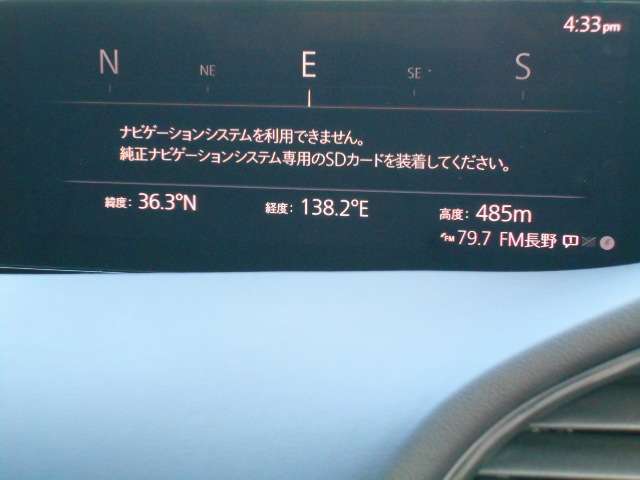 4:33pm
N NE E SE S
ナビゲーションシステムを利用できません。
純正ナビゲーションシステム専用のSDカードを装着してください。
緯度: 36.3°N 経度: 138.2°E 高度: 485m
FM 79.7 FM長野